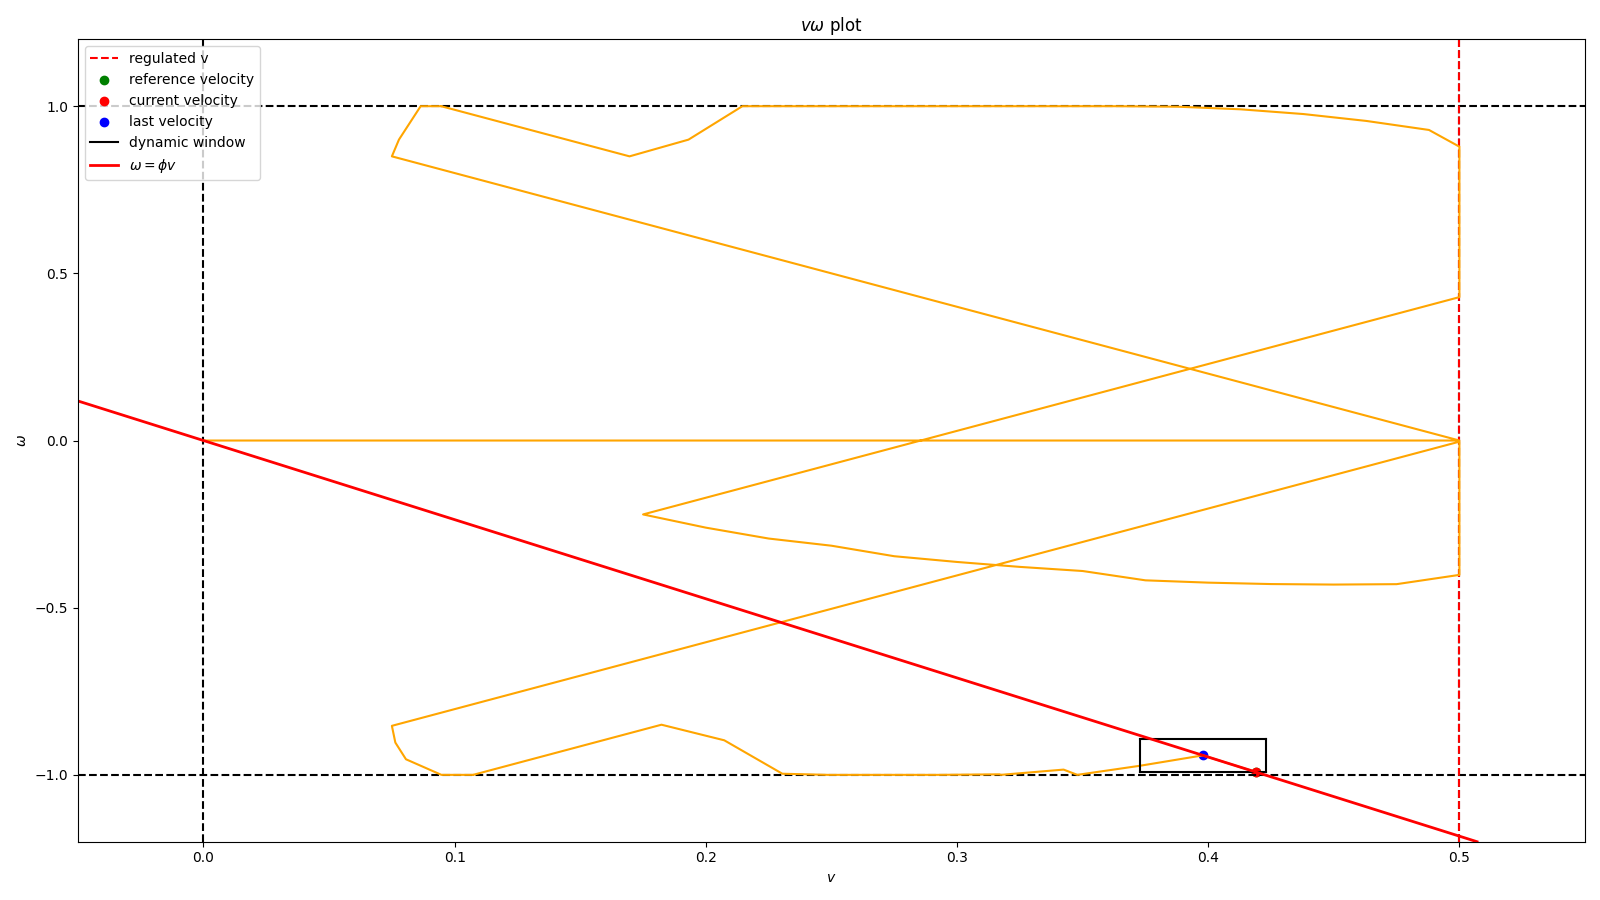 vω plot
regulated v
reference velocity
current velocity
last velocity
dynamic window
ω = ϕv
1.0
0.5
0.0
−0.5
−1.0
ω
0.0 0.1 0.2 0.3 0.4 0.5
v